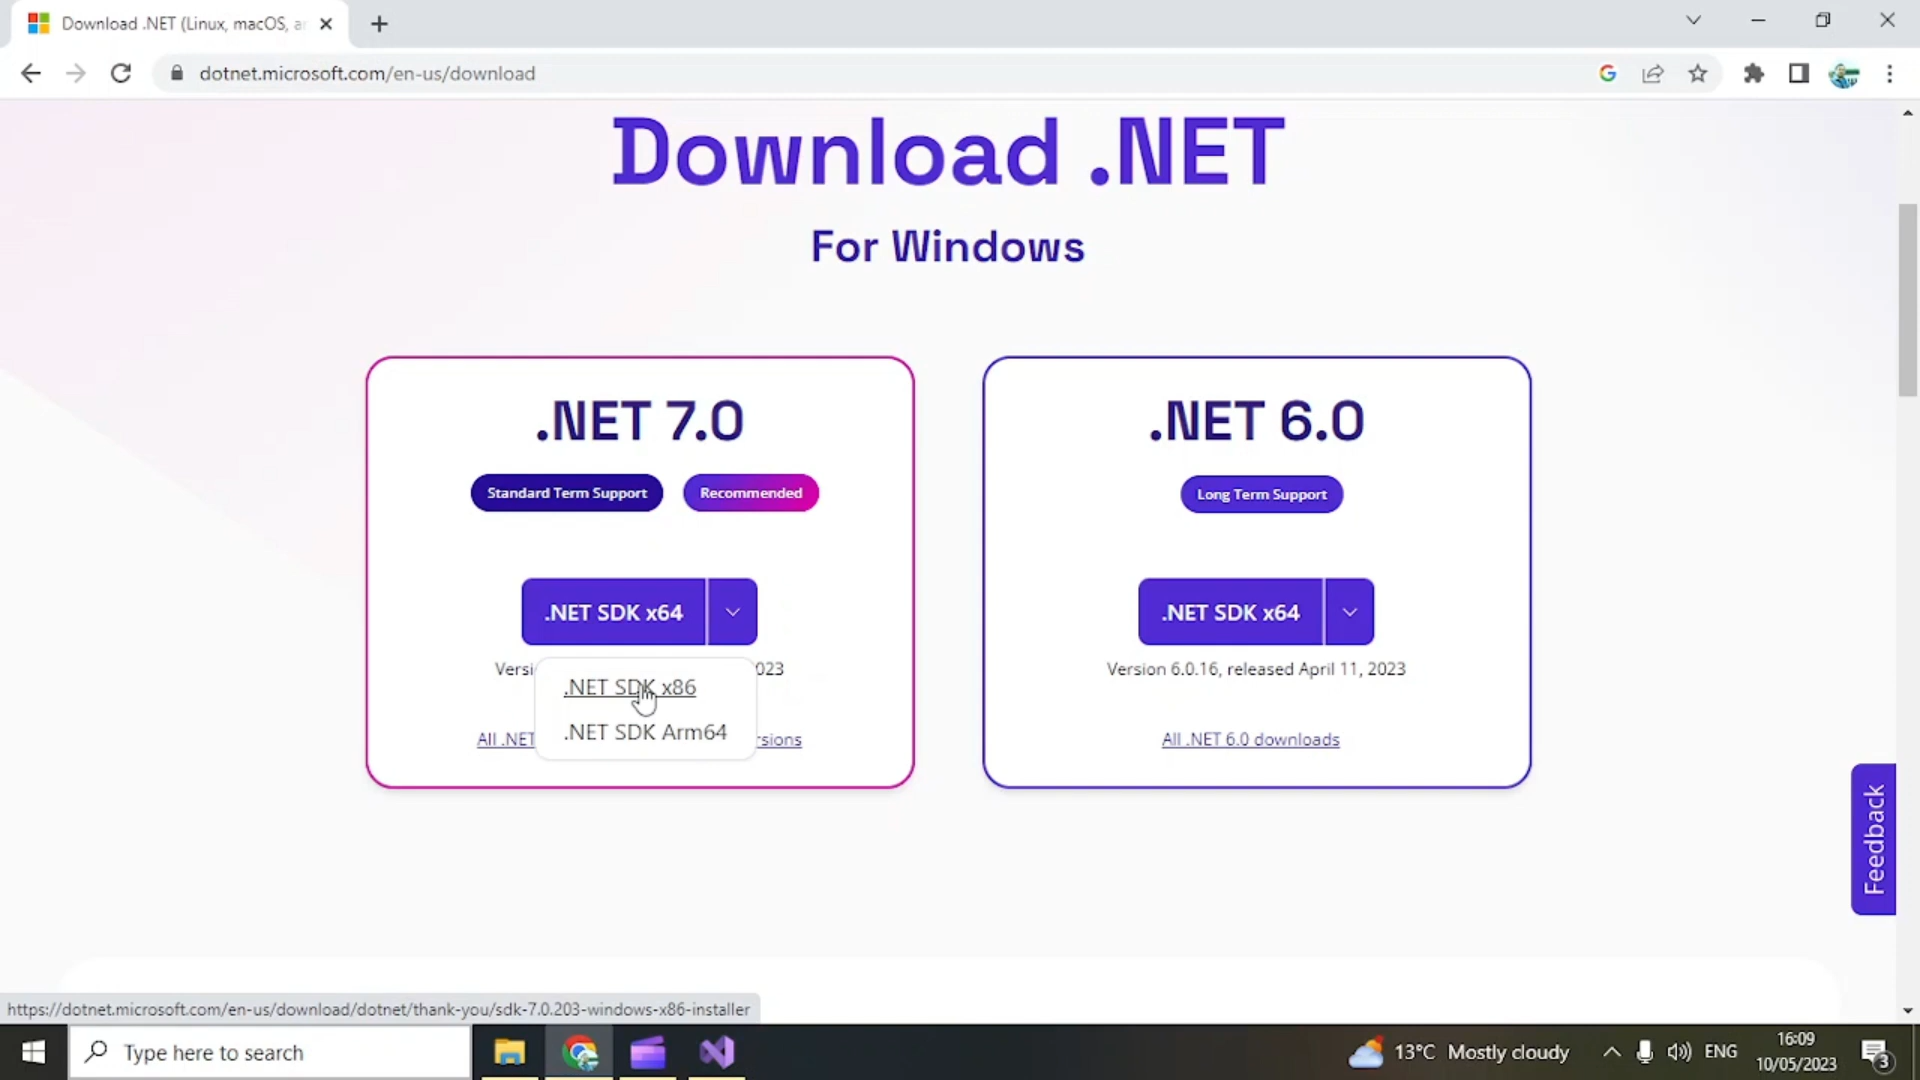 Download .NET (Linux, macOS, a
dotnet.microsoft.com/en-us/download
Download .NET
For Windows
.NET 7.0
Standard Term Support
Recommended
.NET SDK x64
Versi
023
.NET SDK x86
.NET SDK Arm64
All .NET
rsions
.NET 6.0
Long Term Support
.NET SDK x64
Version 6.0.16, released April 11, 2023
All .NET 6.0 downloads
Feedback
https://dotnet.microsoft.com/en-us/download/dotnet/thank-you/sdk-7.0.203-windows-x86-installer
Type here to search
13°C Mostly cloudy
ENG
16:09
10/05/2023
3